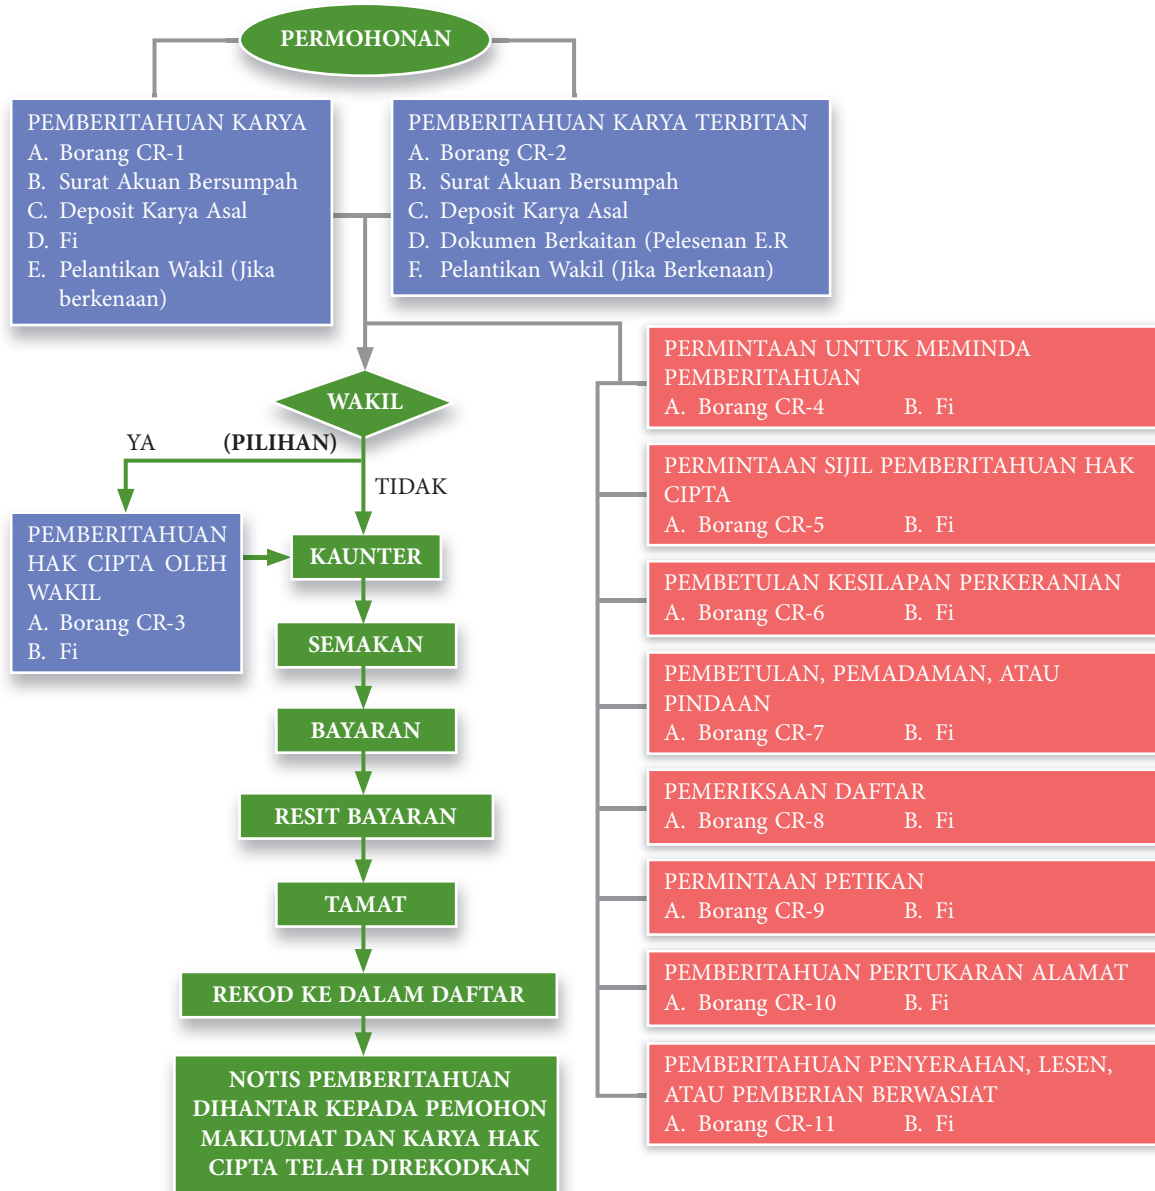 PERMOHONAN
PEMBERITAHUAN KARYA
A. Borang CR-1
B. Surat Akuan Bersumpah
C. Deposit Karya Asal
D. Fi
E. Pelantikan Wakil (Jika
berkenaan)
PEMBERITAHUAN KARYA TERBITAN
A. Borang CR-2
B. Surat Akuan Bersumpah
C. Deposit Karya Asal
D. Dokumen Berkaitan (Pelesenan E.R
F. Pelantikan Wakil (Jika Berkenaan)
WAKIL
YA (PILIHAN)
TIDAK
PEMBERITAHUAN
HAK CIPTA OLEH
WAKIL
A. Borang CR-3
B. Fi
KAUNTER
SEMAKAN
BAYARAN
RESIT BAYARAN
TAMAT
REKOD KE DALAM DAFTAR
NOTIS PEMBERITAHUAN
DIHANTAR KEPADA PEMOHON
MAKLUMAT DAN KARYA HAK
CIPTA TELAH DIREKODKAN
PERMINTAAN UNTUK MEMINDA
PEMBERITAHUAN
A. Borang CR-4 B. Fi
PERMINTAAN SIJIL PEMBERITAHUAN HAK
CIPTA
A. Borang CR-5 B. Fi
PEMBETULAN KESILAPAN PERKERANIAN
A. Borang CR-6 B. Fi
PEMBETULAN, PEMADAMAN, ATAU
PINDAAN
A. Borang CR-7 B. Fi
PEMERIKSAAN DAFTAR
A. Borang CR-8 B. Fi
PERMINTAAN PETIKAN
A. Borang CR-9 B. Fi
PEMBERITAHUAN PERTUKARAN ALAMAT
A. Borang CR-10 B. Fi
PEMBERITAHUAN PENYERAHAN, LESEN,
ATAU PEMBERIAN BERWASIAT
A. Borang CR-11 B. Fi